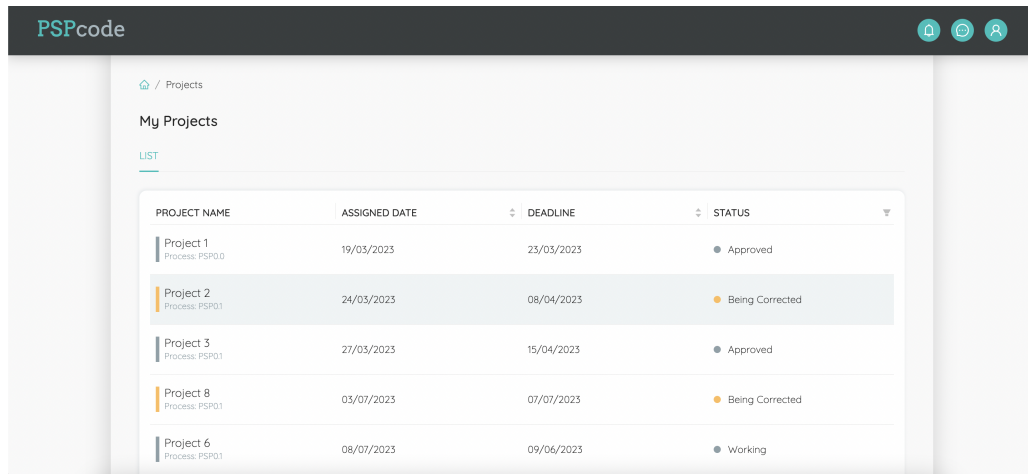 PSPcode
/ Projects
My Projects
LIST
PROJECT NAME ASSIGNED DATE DEADLINE STATUS
Project 1 19/03/2023 23/03/2023 Approved
Process: PSP0.0
Project 2 24/03/2023 08/04/2023 Being Corrected
Process: PSP0.1
Project 3 27/03/2023 15/04/2023 Approved
Process: PSP0.1
Project 8 03/07/2023 07/07/2023 Being Corrected
Process: PSP0.1
Project 6 08/07/2023 09/06/2023 Working
Process: PSP0.1